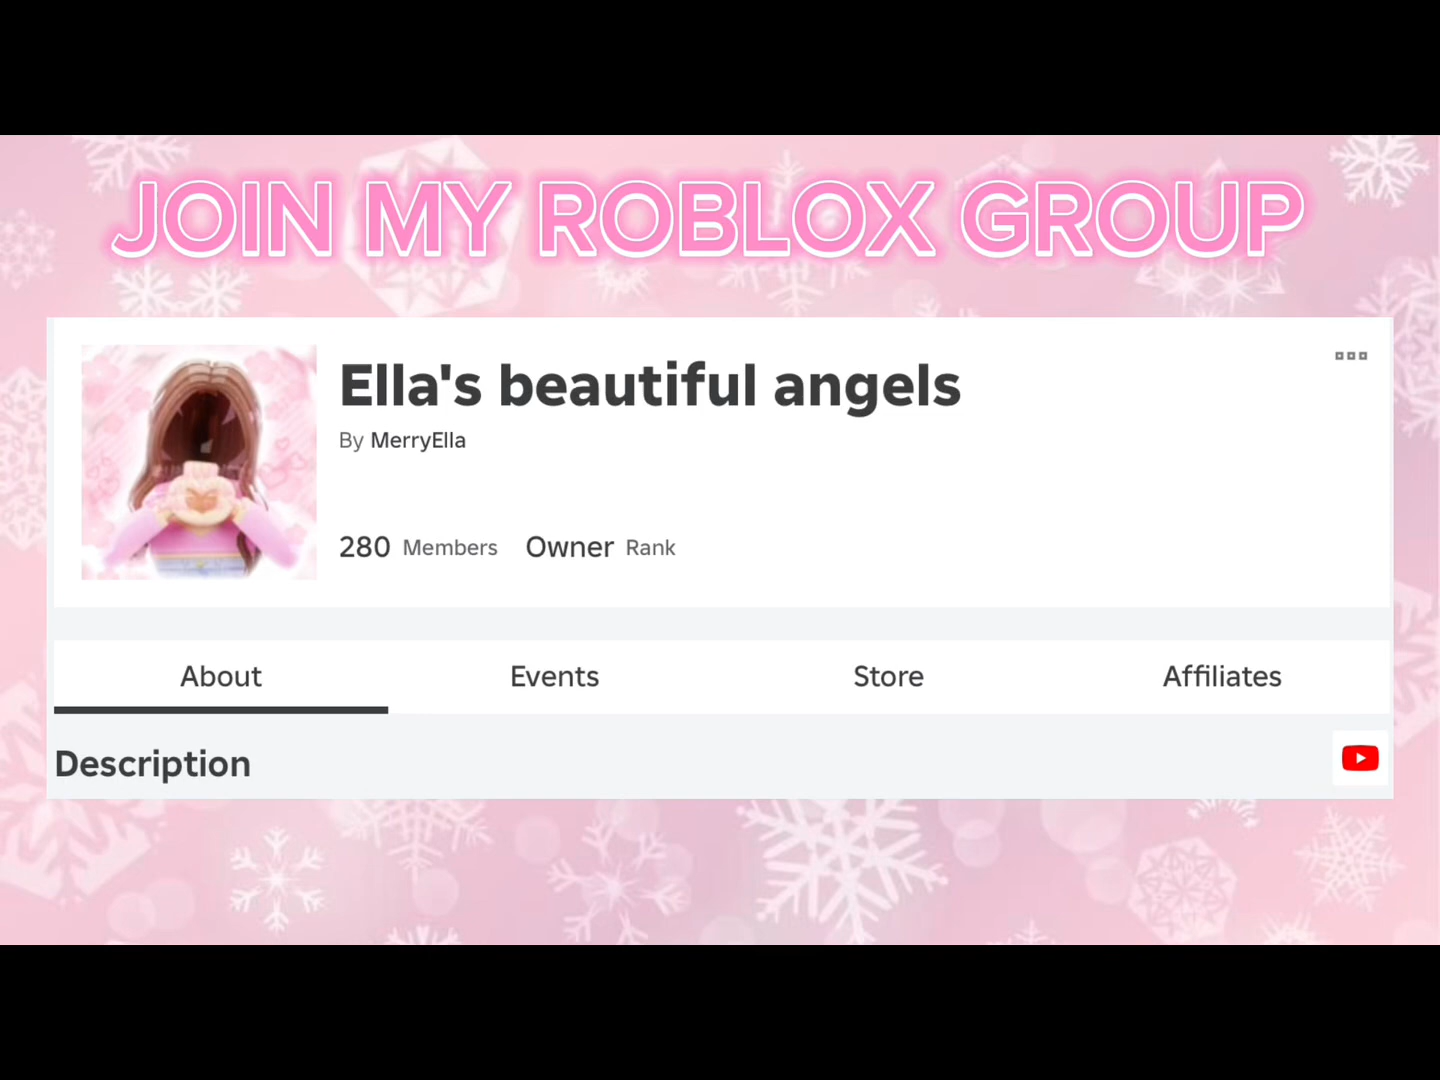 JOIN MY ROBLOX GROUP
Ella's beautiful angels
By MerryElla
280 Members Owner Rank
About Events Store Affiliates
Description